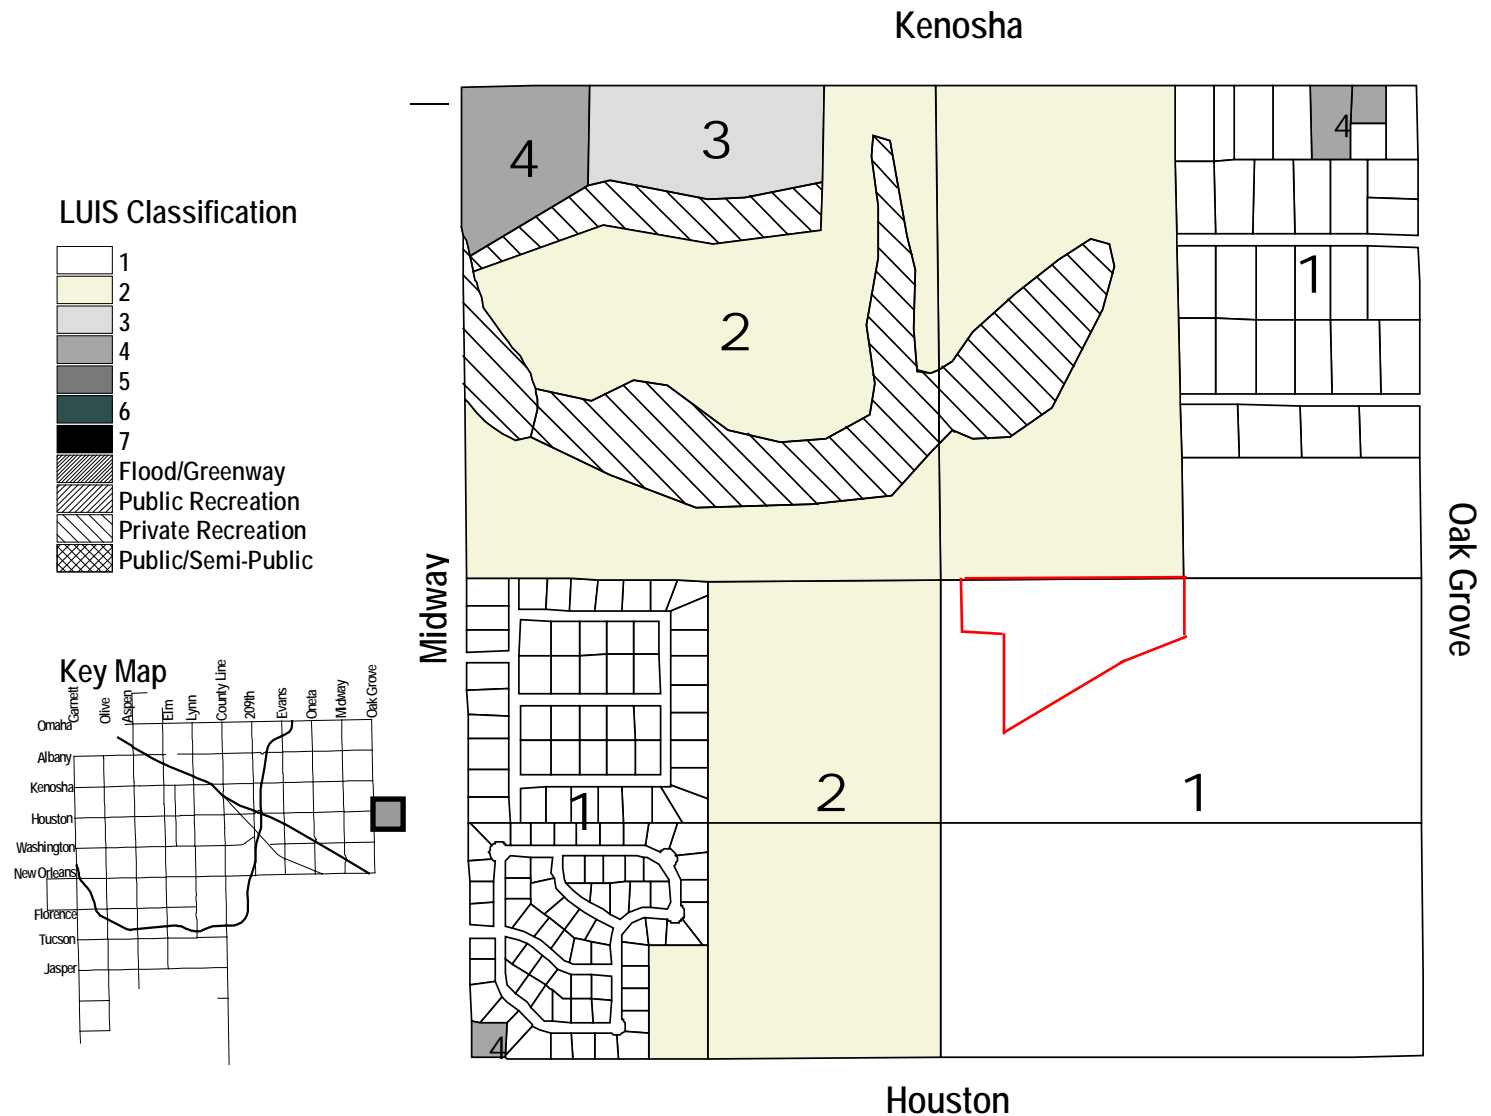 Kenosha
4
3
4
LUIS Classification
1
2
3
4
5
6
7
Flood/Greenway
Public Recreation
Private Recreation
Public/Semi-Public
1
2
Midway
Oak Grove
Key Map
Garnett
Olive
Aspen
Elm
Lynn
County Line
209th
Evans
Oneta
Midway
Oak Grove
Omaha
Albany
Kenosha
Houston
Washington
New Orleans
Florence
Tucson
Jasper
1
2
1
4
Houston